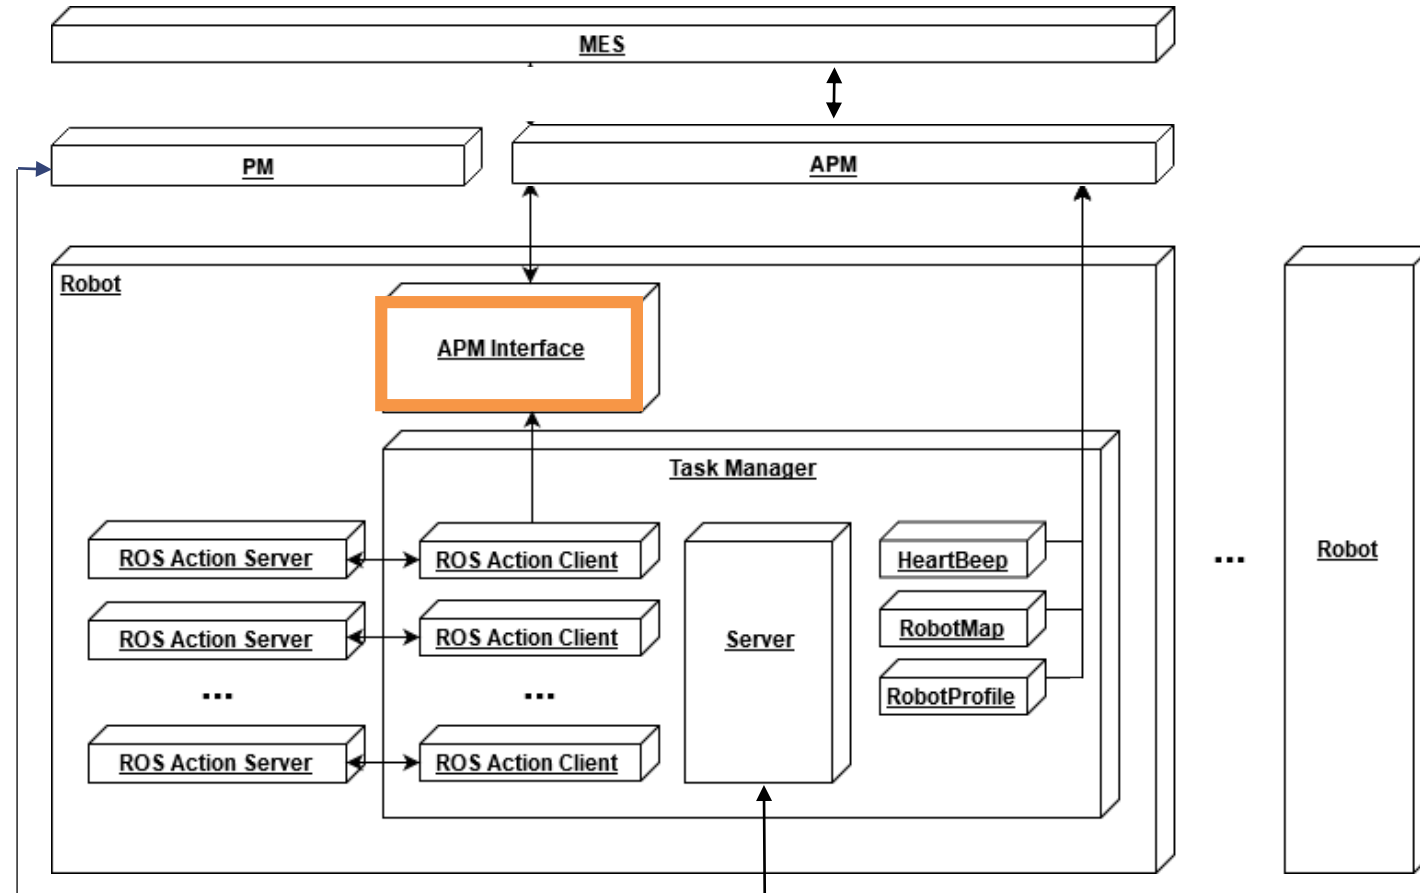 MES
PM
APM
Robot
APM Interface
Task Manager
ROS Action Server
ROS Action Client
HeartBeep
ROS Action Server
ROS Action Client
Server
RobotMap
...
...
RobotProfile
ROS Action Server
ROS Action Client
...
Robot